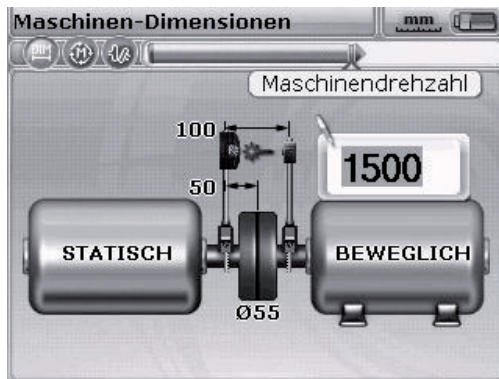 Maschinen-Dimensionen
mm
Maschinendrehzahl
100
1500
50
STATISCH
BEWEGLICH
Ø55